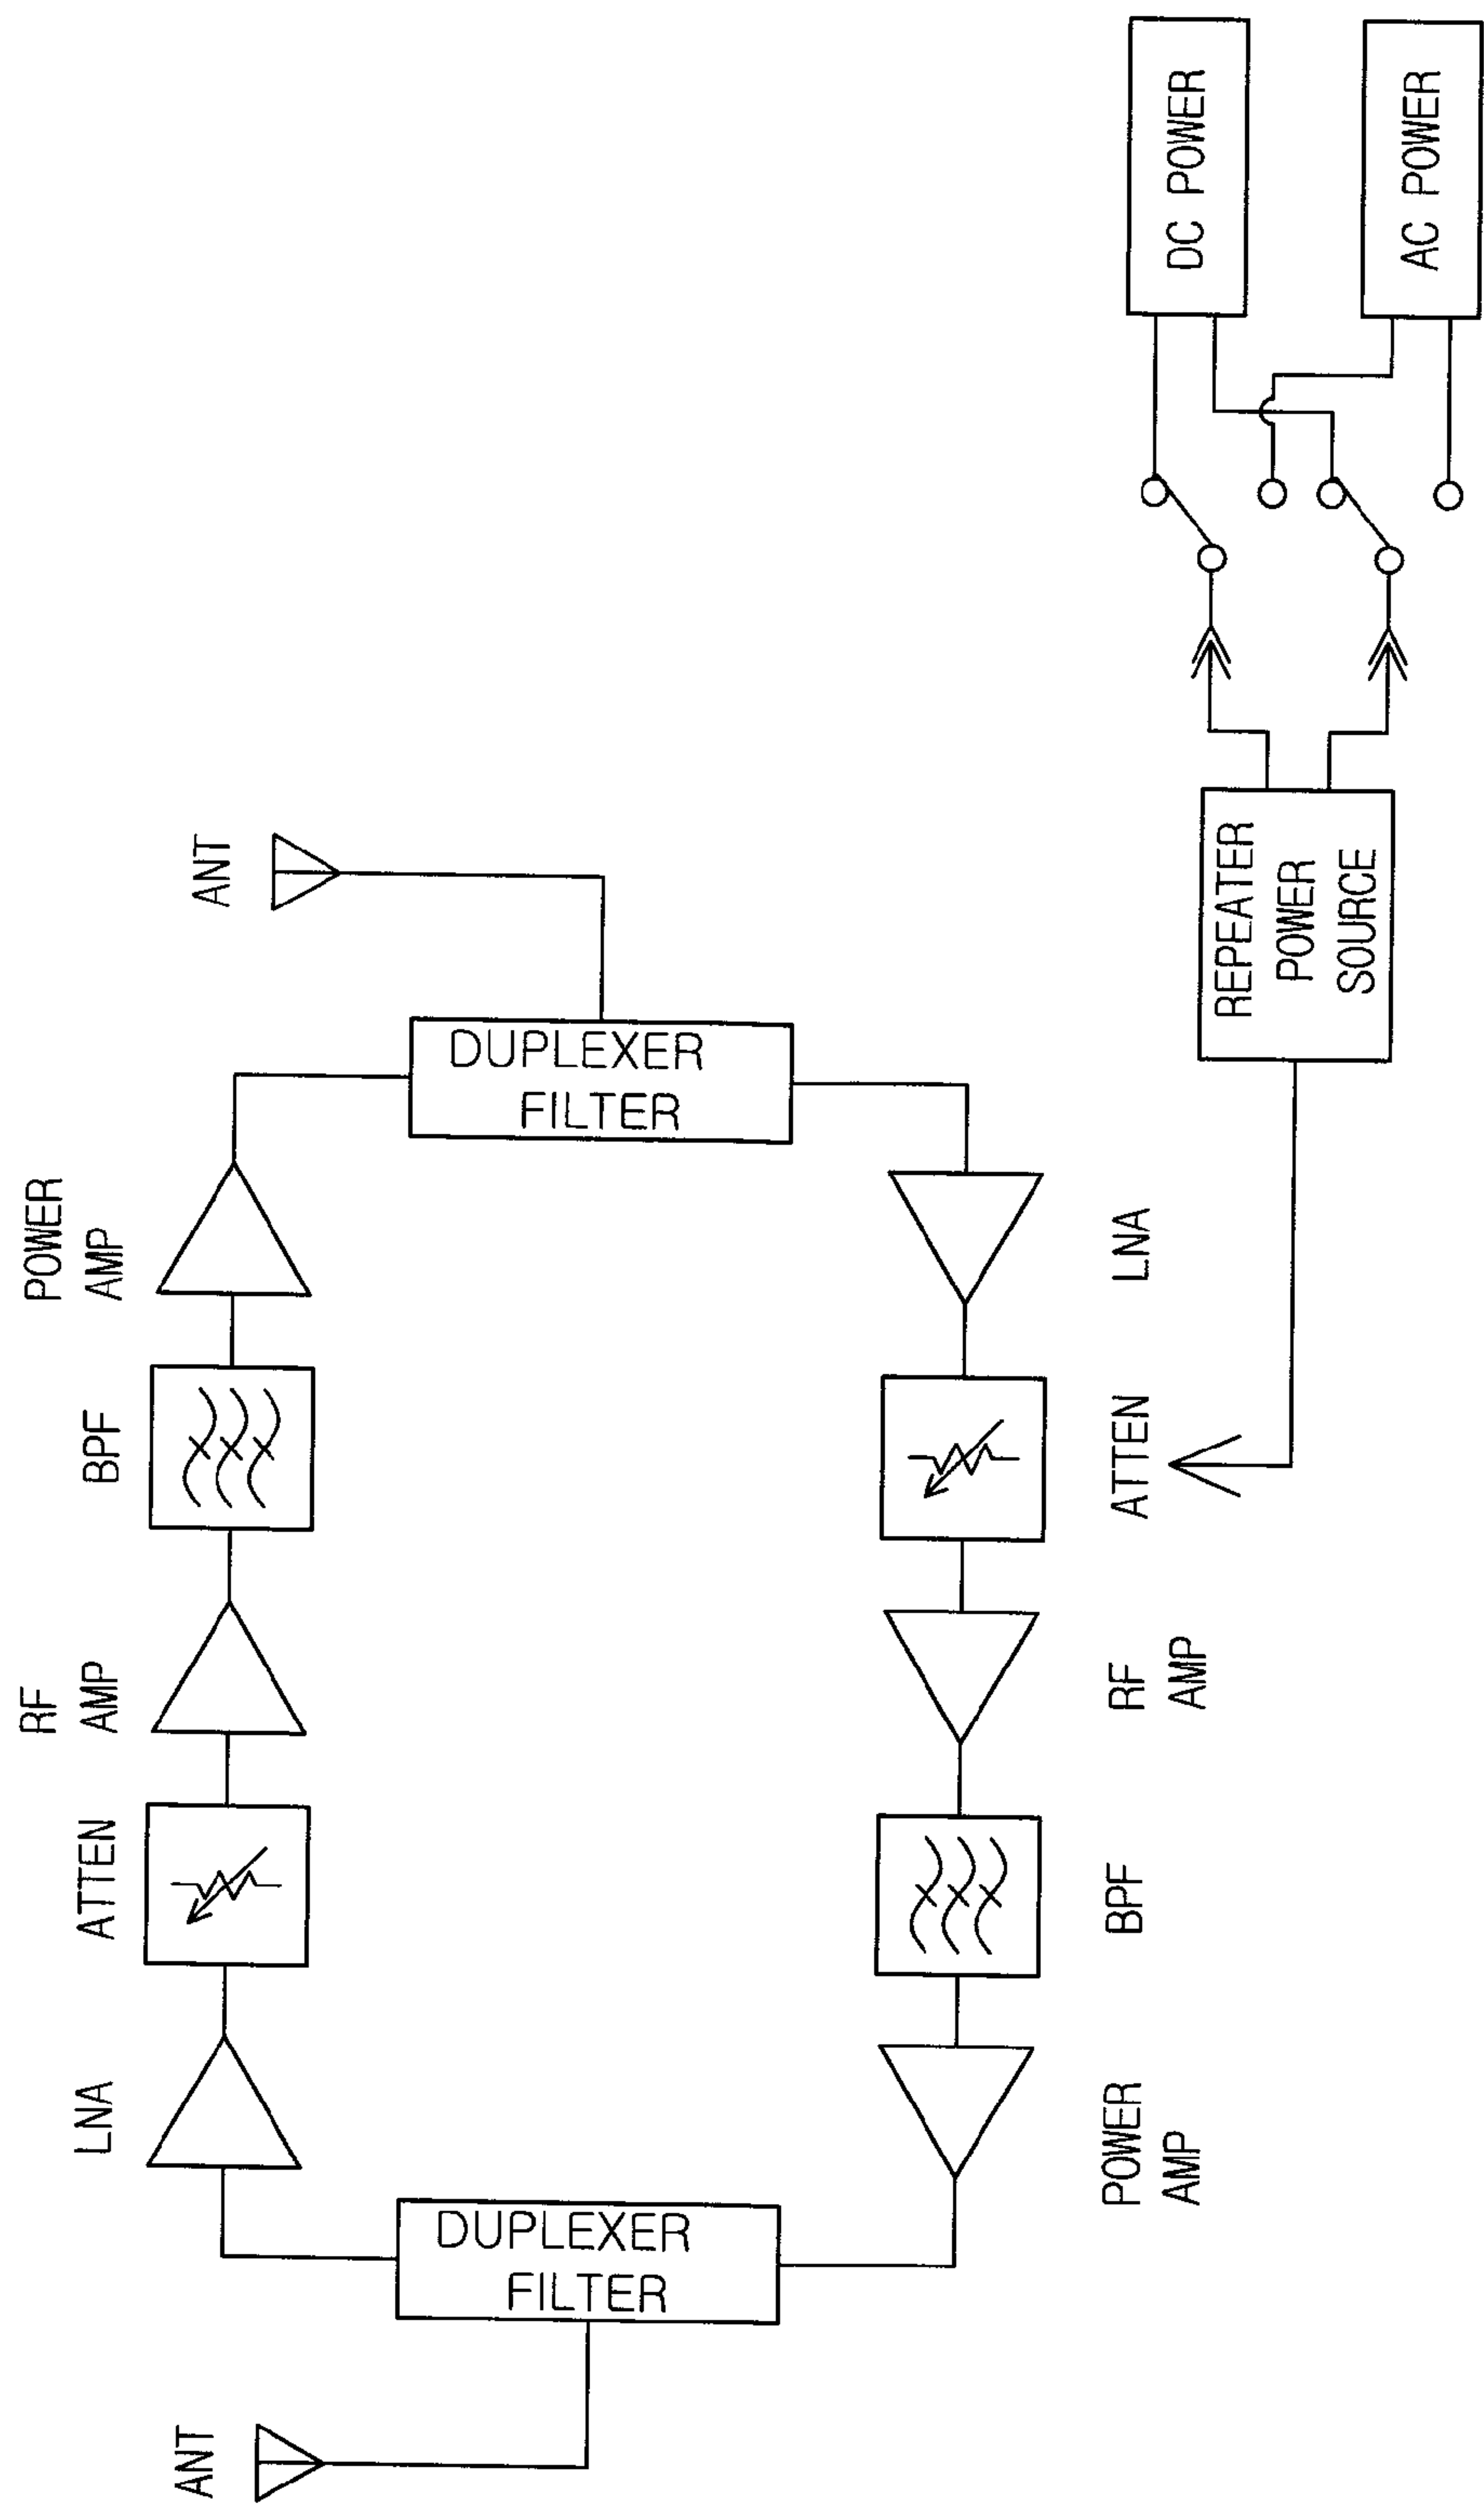 ANT
DUPLEXER
FILTER
LNA
ATTEN
RF
AMP
BPF
POWER
AMP
DUPLEXER
FILTER
ANT
LNA
ATTEN
RF
AMP
BPF
POWER
AMP
REPEATER
POWER
SOURCE
DC POWER
AC POWER